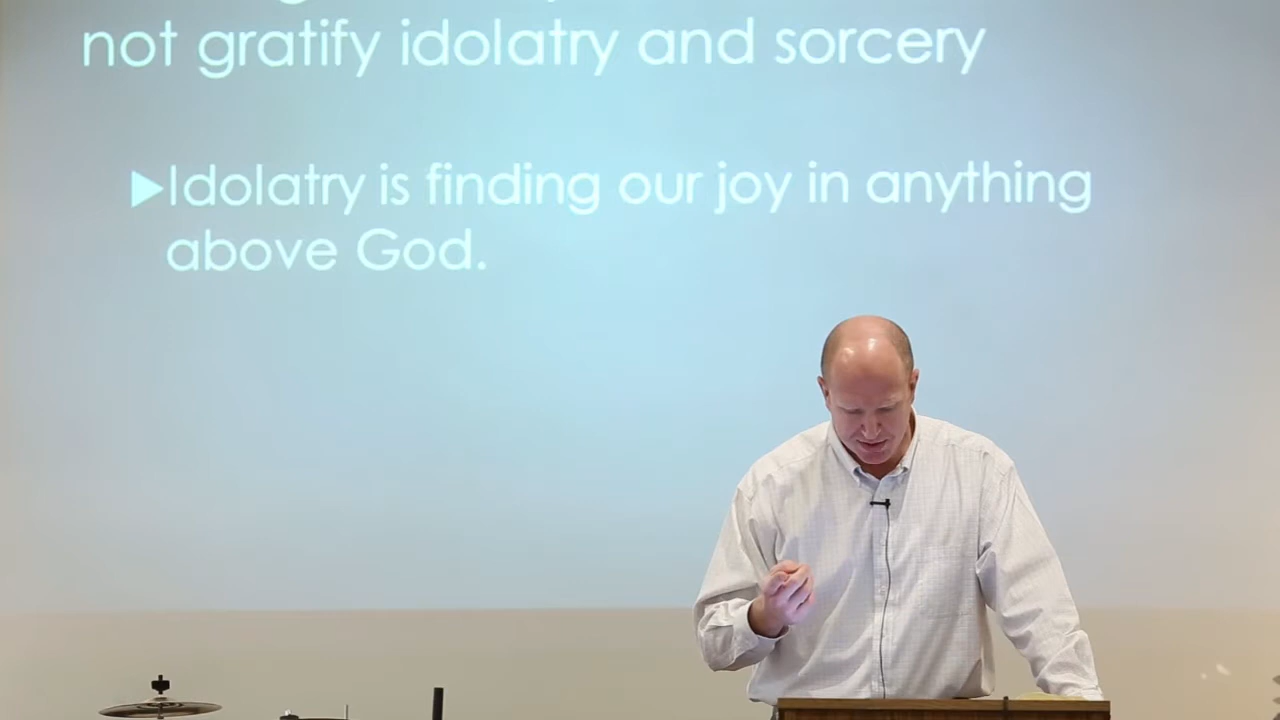 not gratify idolatry and sorcery
▶Idolatry is finding our joy in anything
above God.